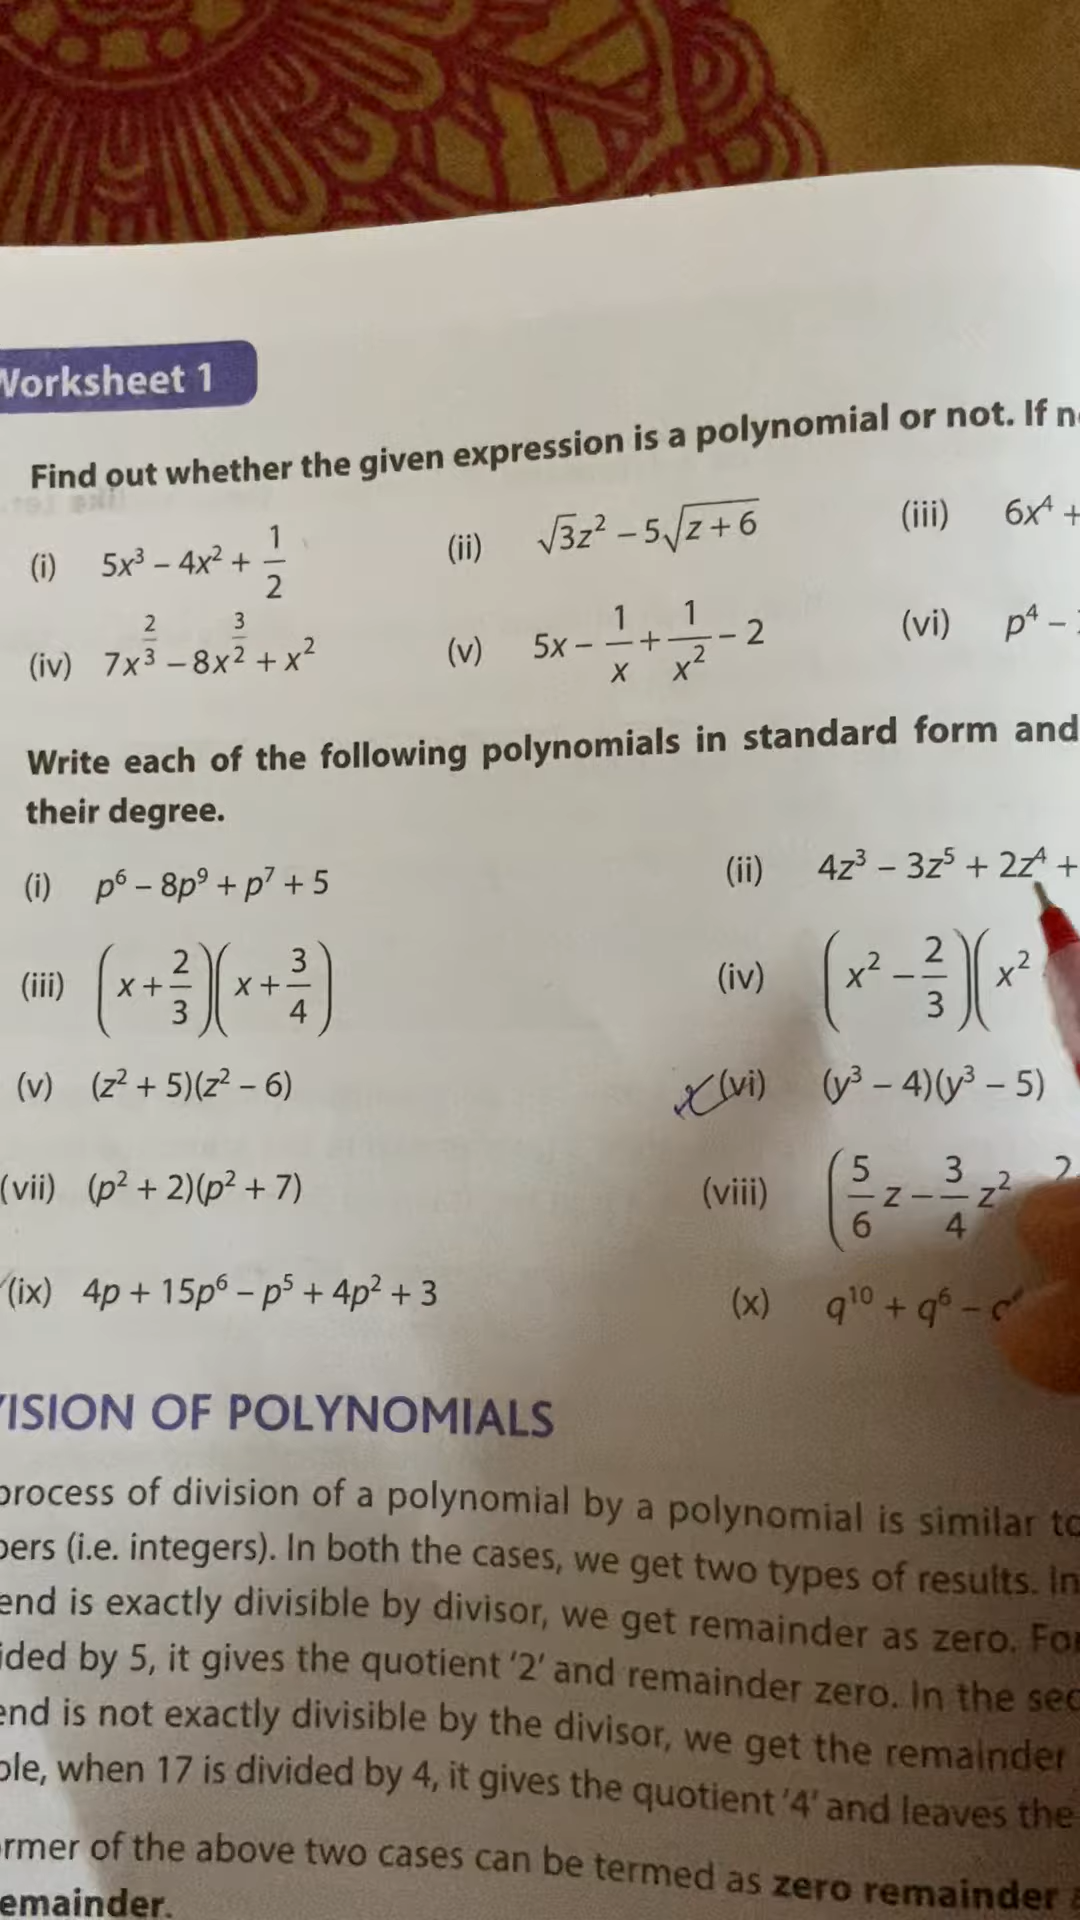 Worksheet 1
Find out whether the given expression is a polynomial or not. If
(i) 5x³ – 4x² + 1/2 (ii) √3z² – 5√(z + 6) (iii) 6x⁴ +
(iv) 7x^(2/3) – 8x^(3/2) + x² (v) 5x – 1/x + 1/x² – 2 (vi) p⁴ –
Write each of the following polynomials in standard form and
their degree.
(i) p⁶ – 8p⁹ + p⁷ + 5 (ii) 4z³ – 3z⁵ + 2z⁴ +
(iii) (x + 2/3)(x + 3/4) (iv) (x² – 2/3)(x²
(v) (z² + 5)(z² – 6) (vi) (y³ – 4)(y³ – 5)
(vii) (p² + 2)(p² + 7) (viii) (5/6 z – 3/4 z²
(ix) 4p + 15p⁶ – p⁵ + 4p² + 3 (x) q¹⁰ + q⁶ –
VISION OF POLYNOMIALS
process of division of a polynomial by a polynomial is similar to
bers (i.e. integers). In both the cases, we get two types of results. In
end is exactly divisible by divisor, we get remainder as zero. For
ided by 5, it gives the quotient '2' and remainder zero. In the sec
end is not exactly divisible by the divisor, we get the remainder
ple, when 17 is divided by 4, it gives the quotient '4' and leaves the
rmer of the above two cases can be termed as zero remainder
emainder.